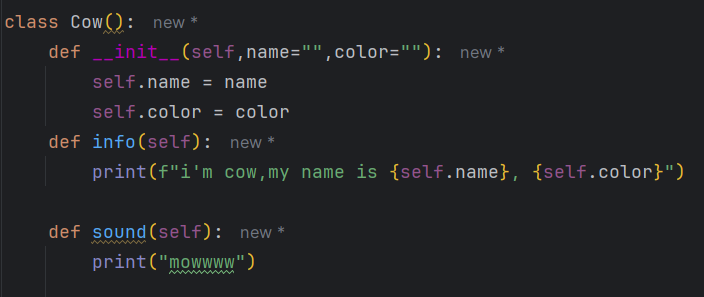 class Cow():  new *
    def __init__(self,name="",color=""):  new *
        self.name = name
        self.color = color
    def info(self):  new *
        print(f"i'm cow,my name is {self.name}, {self.color}")
    def sound(self):  new *
        print("mowwww")